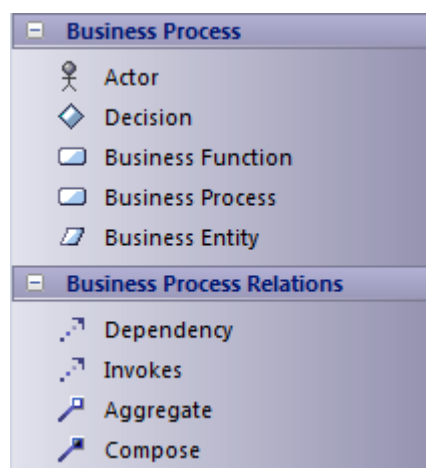 Business Process
Actor
Decision
Business Function
Business Process
Business Entity
Business Process Relations
Dependency
Invokes
Aggregate
Compose